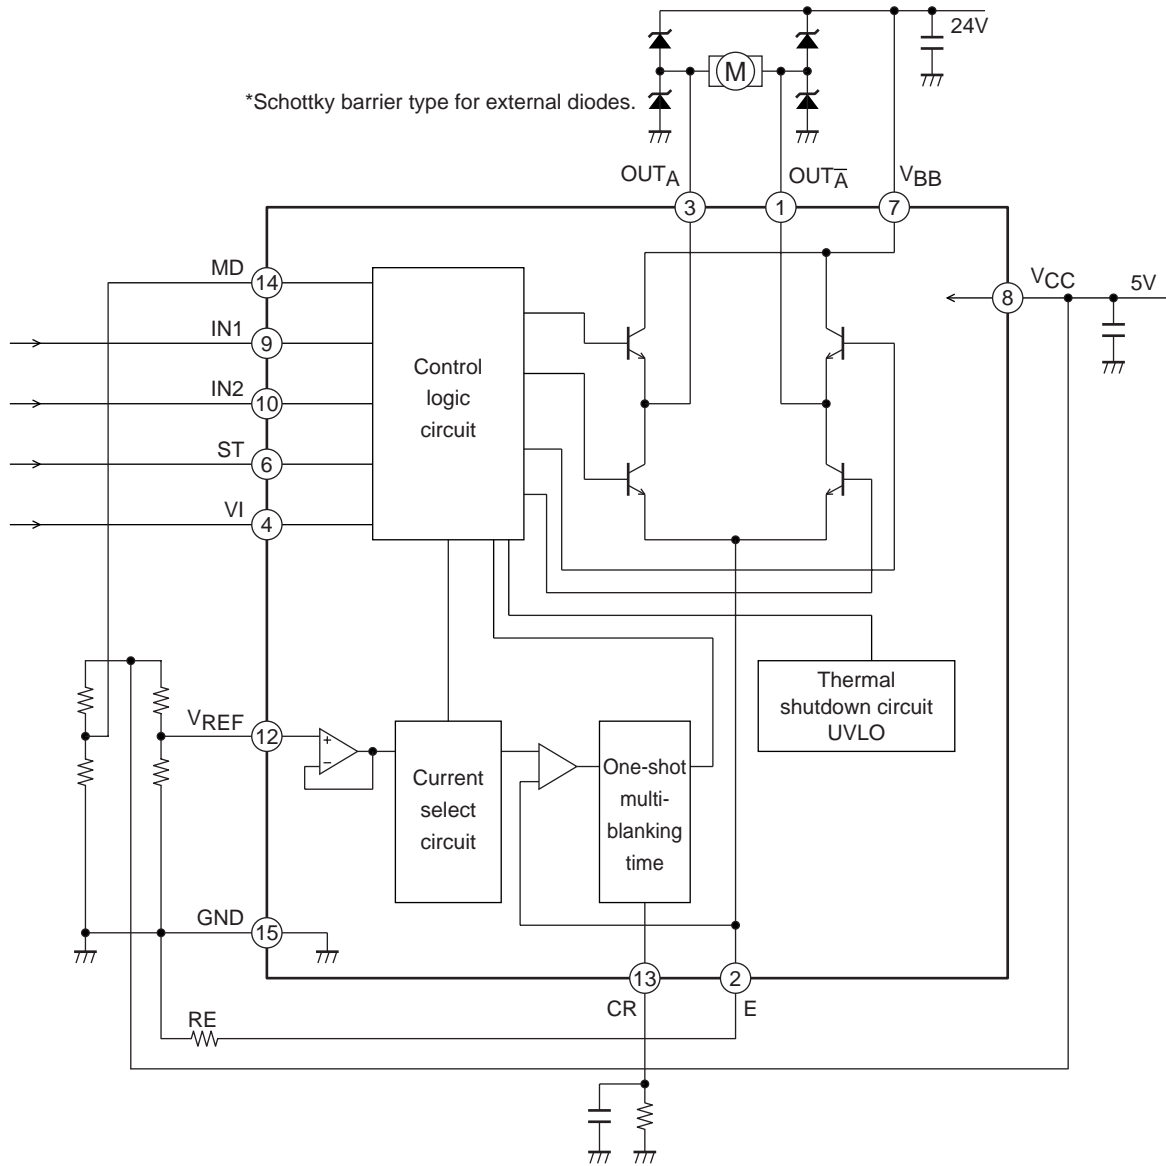 24V
M
*Schottky barrier type for external diodes.
OUTA
OUTA̅
VBB
3
1
7
MD
14
VCC
5V
8
IN1
9
Control
logic
circuit
IN2
10
ST
6
VI
4
Thermal
shutdown circuit
UVLO
VREF
12
+
−
Current
select
circuit
One-shot
multi-
blanking
time
GND
15
13
2
CR
E
RE